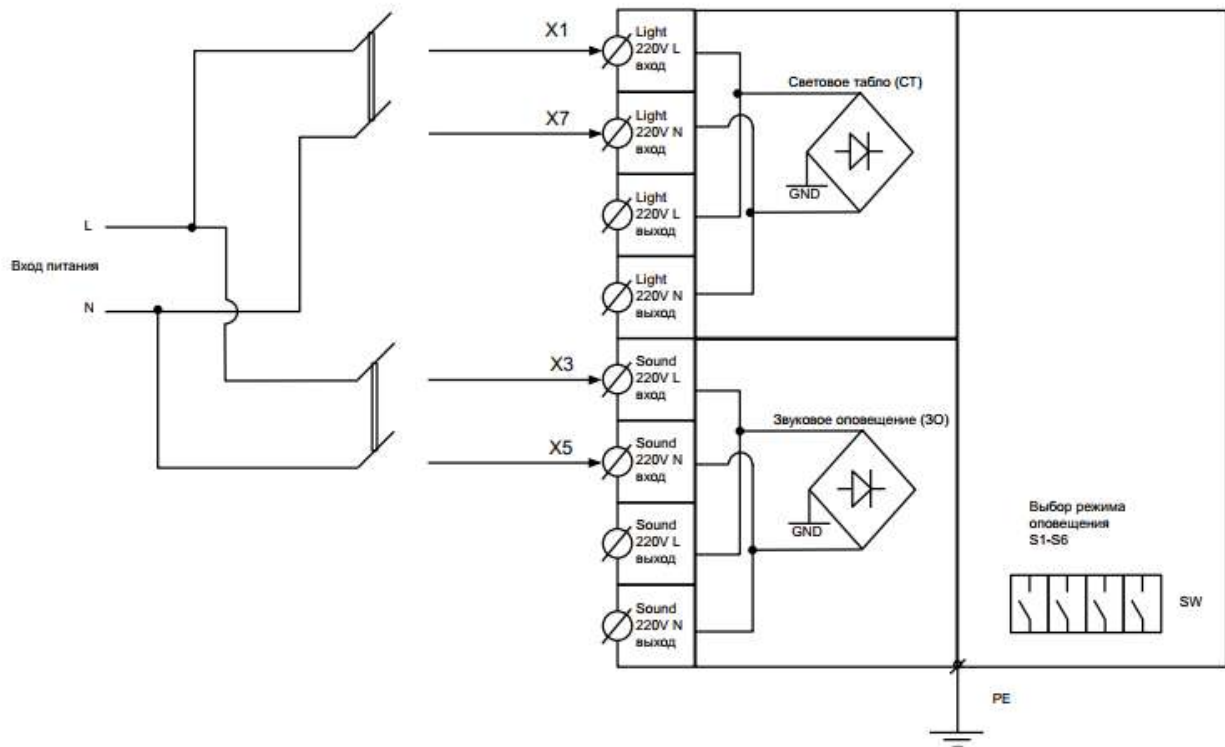 X1
Light
220V L
вход
X7
Light
220V N
вход
Световое табло (СТ)
GND
Light
220V L
выход
L
Вход питания
N
Light
220V N
выход
X3
Sound
220V L
вход
X5
Sound
220V N
вход
Звуковое оповещение (ЗО)
GND
Sound
220V L
выход
Sound
220V N
выход
Выбор режима
оповещения
S1-S6
SW
PE